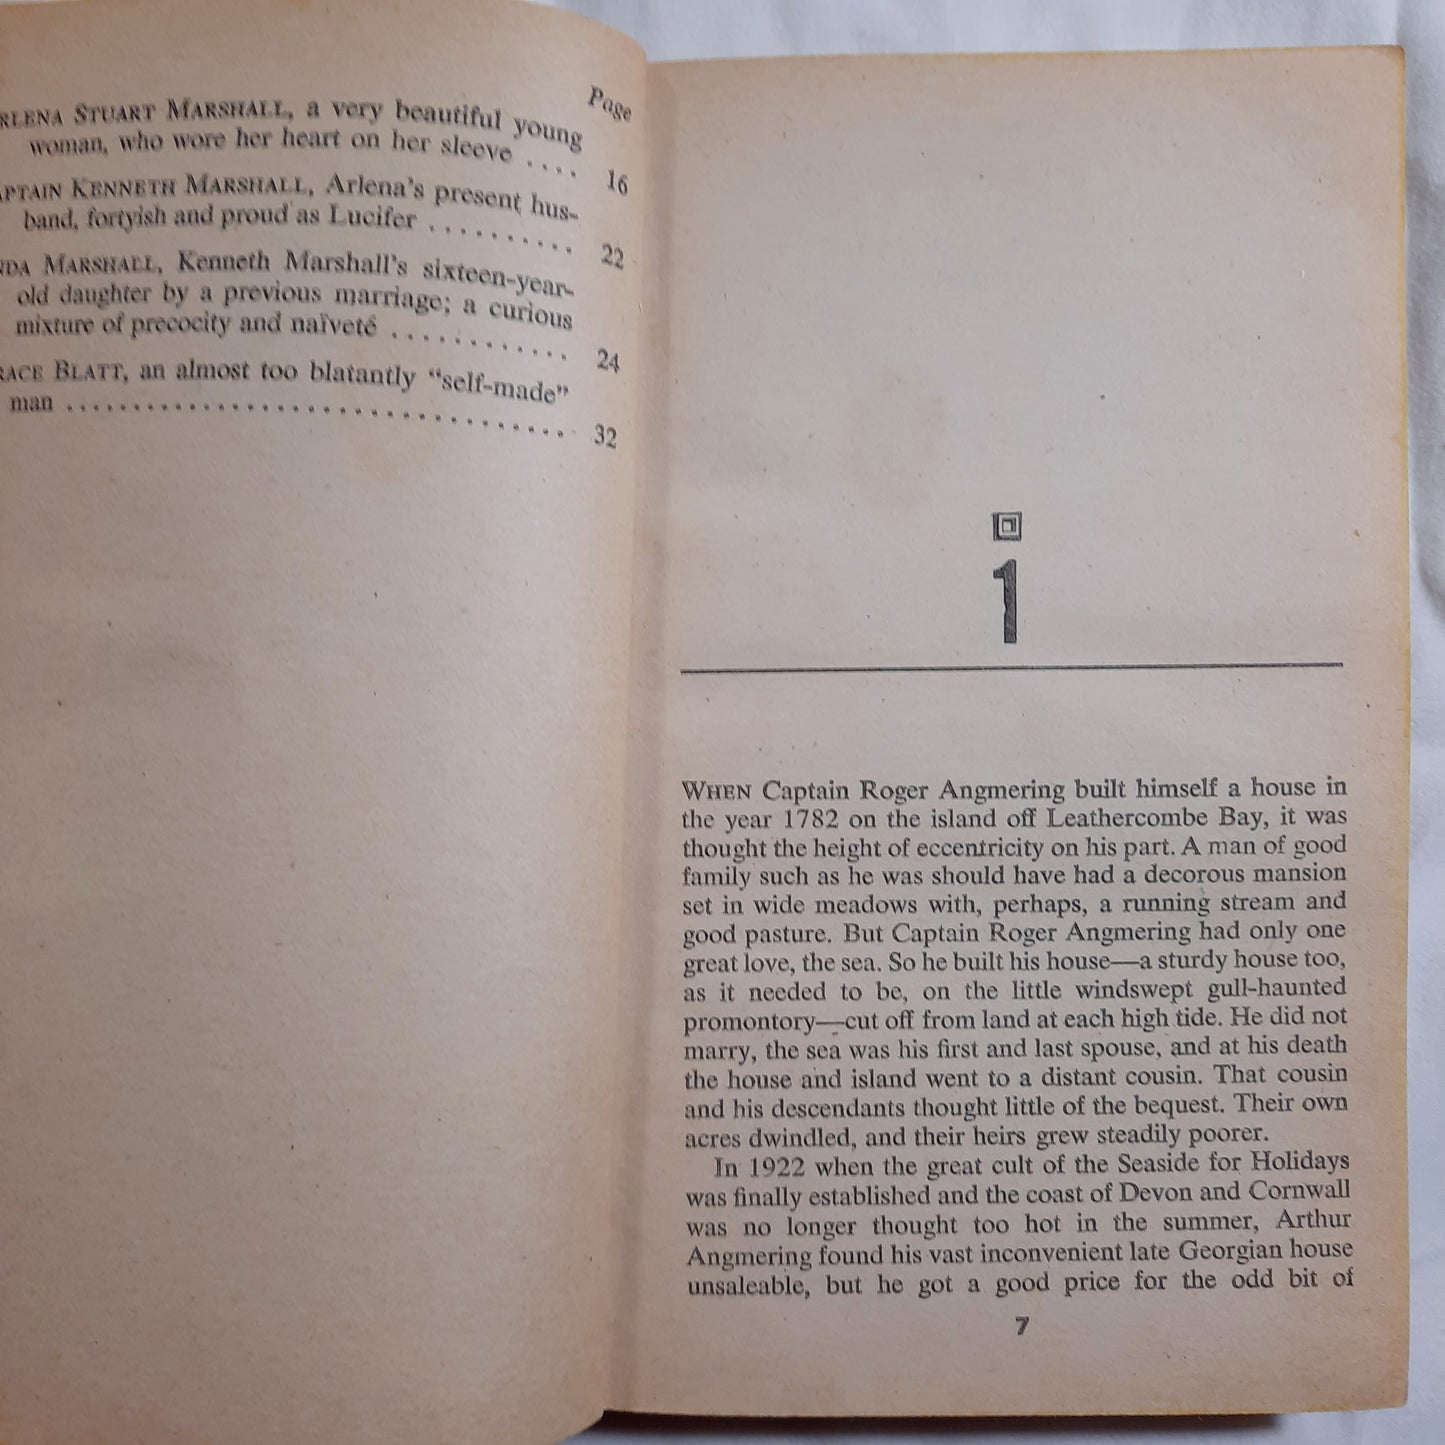 Page
RLENA STUART MARSHALL, a very beautiful young
woman, who wore her heart on her sleeve . . . . 16
APTAIN KENNETH MARSHALL, Arlena's present hus-
band, fortyish and proud as Lucifer . . . . . . . . . . 22
NDA MARSHALL, Kenneth Marshall's sixteen-year-
old daughter by a previous marriage; a curious
mixture of precocity and naïveté . . . . . . . . . . . . 24
RACE BLATT, an almost too blatantly "self-made"
man . . . . . . . . . . . . . . . . . . . . . . . . . . . . . . . . . 32
1
WHEN Captain Roger Angmering built himself a house in
the year 1782 on the island off Leathercombe Bay, it was
thought the height of eccentricity on his part. A man of good
family such as he was should have had a decorous mansion
set in wide meadows with, perhaps, a running stream and
good pasture. But Captain Roger Angmering had only one
great love, the sea. So he built his house—a sturdy house too,
as it needed to be, on the little windswept gull-haunted
promontory—cut off from land at each high tide. He did not
marry, the sea was his first and last spouse, and at his death
the house and island went to a distant cousin. That cousin
and his descendants thought little of the bequest. Their own
acres dwindled, and their heirs grew steadily poorer.
In 1922 when the great cult of the Seaside for Holidays
was finally established and the coast of Devon and Cornwall
was no longer thought too hot in the summer, Arthur
Angmering found his vast inconvenient late Georgian house
unsaleable, but he got a good price for the odd bit of
7